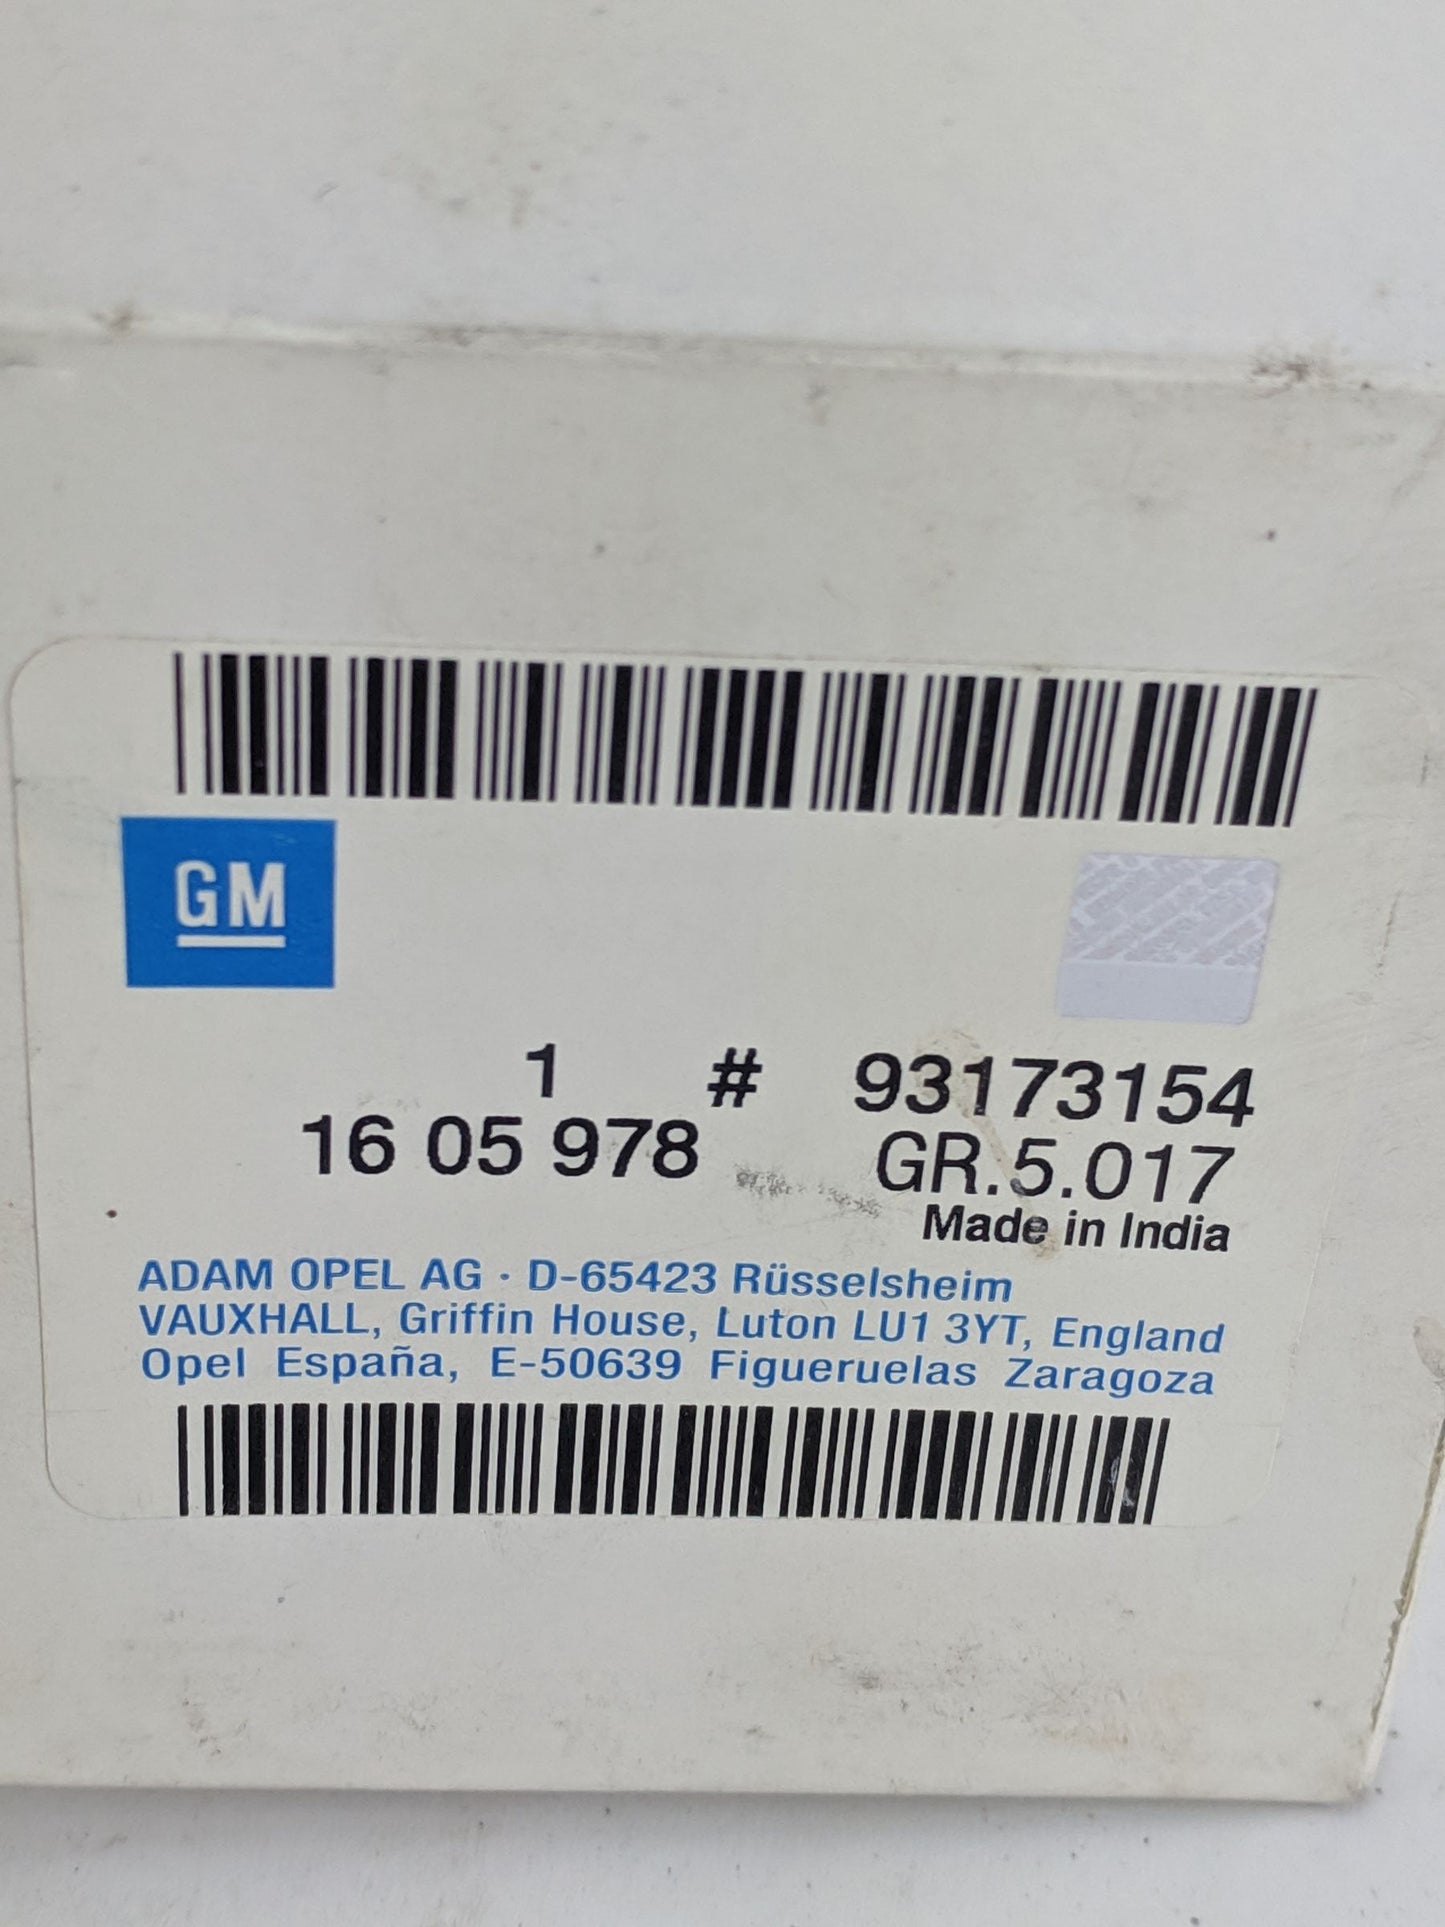 GM
1 # 93173154
16 05 978 GR.5.017
Made in India
ADAM OPEL AG · D-65423 Rüsselsheim
VAUXHALL, Griffin House, Luton LU1 3YT, England
Opel España, E-50639 Figueruelas Zaragoza